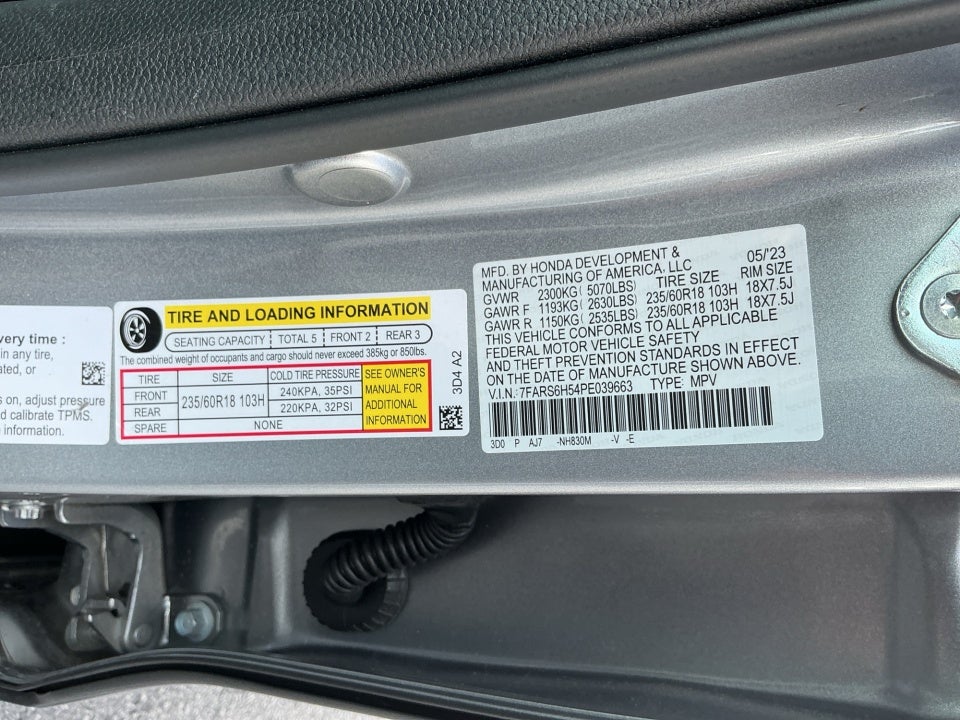 very time :
in any tire,
ated, or
s on, adjust pressure
d calibrate TPMS.
information.
TIRE AND LOADING INFORMATION
SEATING CAPACITY TOTAL 5 FRONT 2 REAR 3
The combined weight of occupants and cargo should never exceed 385kg or 850lbs.
TIRE SIZE COLD TIRE PRESSURE
FRONT 235/60R18 103H 240KPA, 35PSI
REAR 220KPA, 32PSI
SPARE NONE
SEE OWNER'S
MANUAL FOR
ADDITIONAL
INFORMATION
3D4 A2
MFD. BY HONDA DEVELOPMENT & 05/'23
MANUFACTURING OF AMERICA, LLC
GVWR 2300KG ( 5070LBS) TIRE SIZE RIM SIZE
GAWR F 1193KG ( 2630LBS) 235/60R18 103H 18X7.5J
GAWR R 1150KG ( 2535LBS) 235/60R18 103H 18X7.5J
THIS VEHICLE CONFORMS TO ALL APPLICABLE
FEDERAL MOTOR VEHICLE SAFETY
AND THEFT PREVENTION STANDARDS IN EFFECT
ON THE DATE OF MANUFACTURE SHOWN ABOVE.
V.I.N.:7FARS6H54PE039663 TYPE: MPV
3D0 P AJ7 -NH830M -V -E